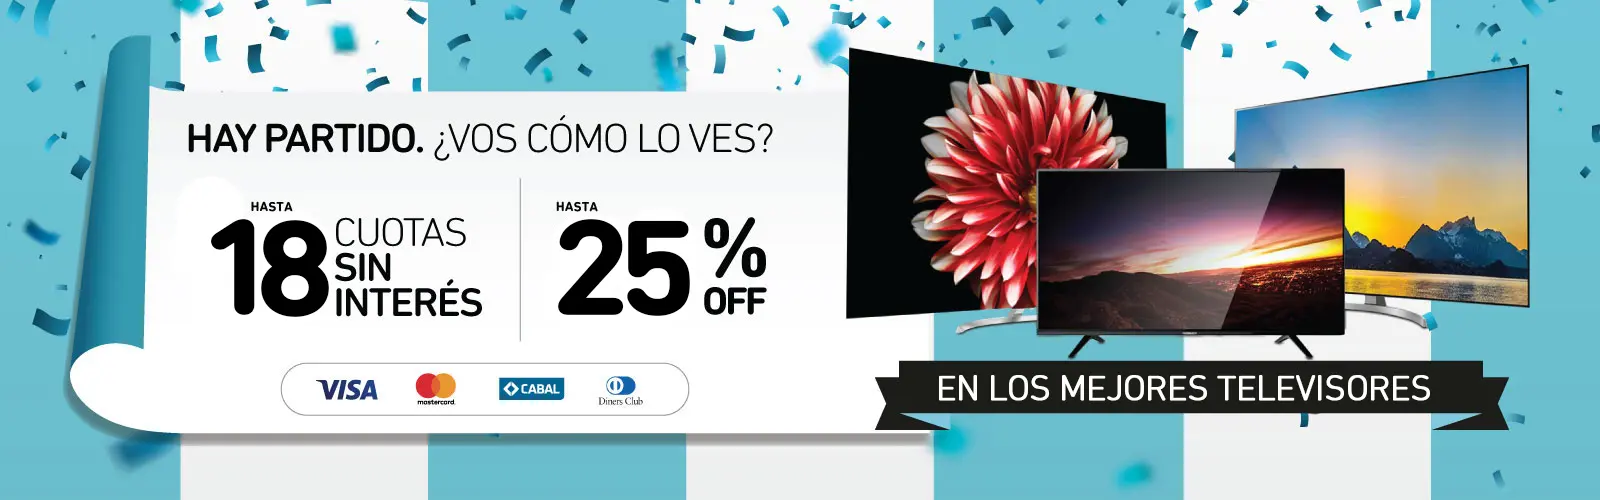 HAY PARTIDO. ¿VOS CÓMO LO VES?
HASTA
18 CUOTAS
SIN
INTERÉS
HASTA
25%
OFF
VISA
mastercard.
CABAL
Diners Club
EN LOS MEJORES TELEVISORES